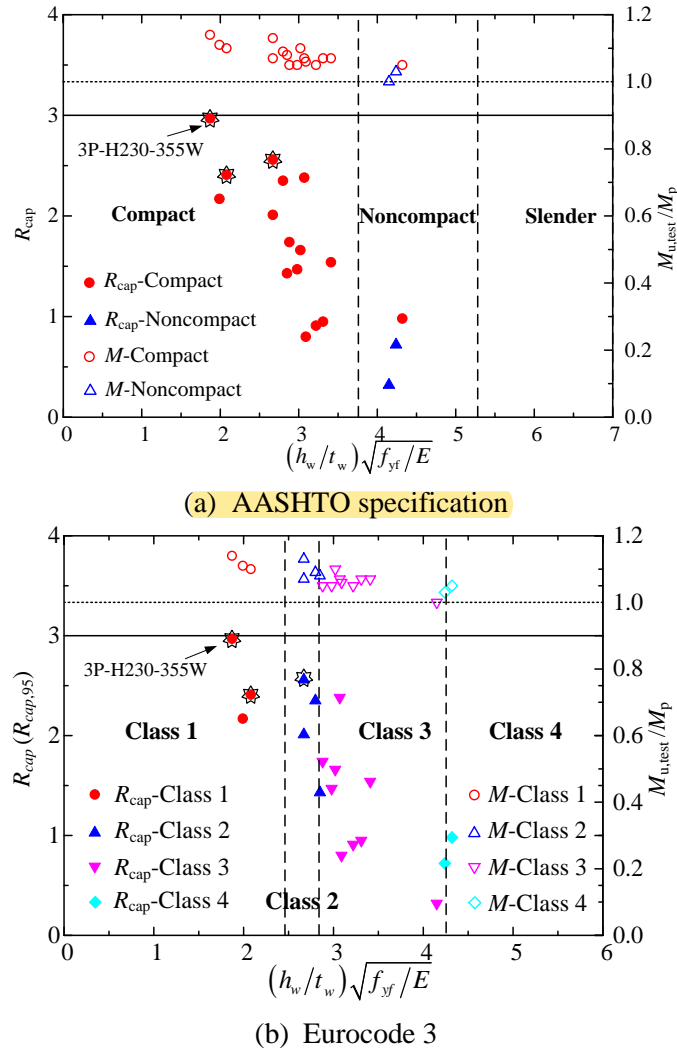 4
1.2
3
1.0
3P-H230-355W
0.8
R_cap
2
Compact
Noncompact
Slender
0.6
M_u,test/M_p
R_cap-Compact
R_cap-Noncompact
0.4
1
M-Compact
M-Noncompact
0.2
0
0.0
0 1 2 3 4 5 6 7
(h_w/t_w)√f_yf/E
(a) AASHTO specification
4
1.2
1.0
3
3P-H230-355W
0.8
R_cap (R_cap,95)
2
Class 1
Class 3
Class 4
0.6
M_u,test/M_p
R_cap-Class 1
M-Class 1
R_cap-Class 2
M-Class 2
0.4
1
R_cap-Class 3
M-Class 3
0.2
R_cap-Class 4
M-Class 4
Class 2
0
0.0
0 1 2 3 4 5 6
(h_w/t_w)√f_yf/E
(b) Eurocode 3